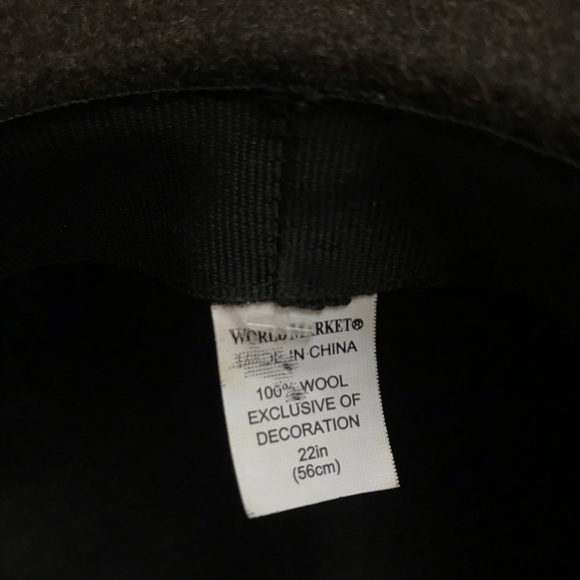 WORLD MARKET®
MADE IN CHINA
100% WOOL
EXCLUSIVE OF
DECORATION
22in
(56cm)